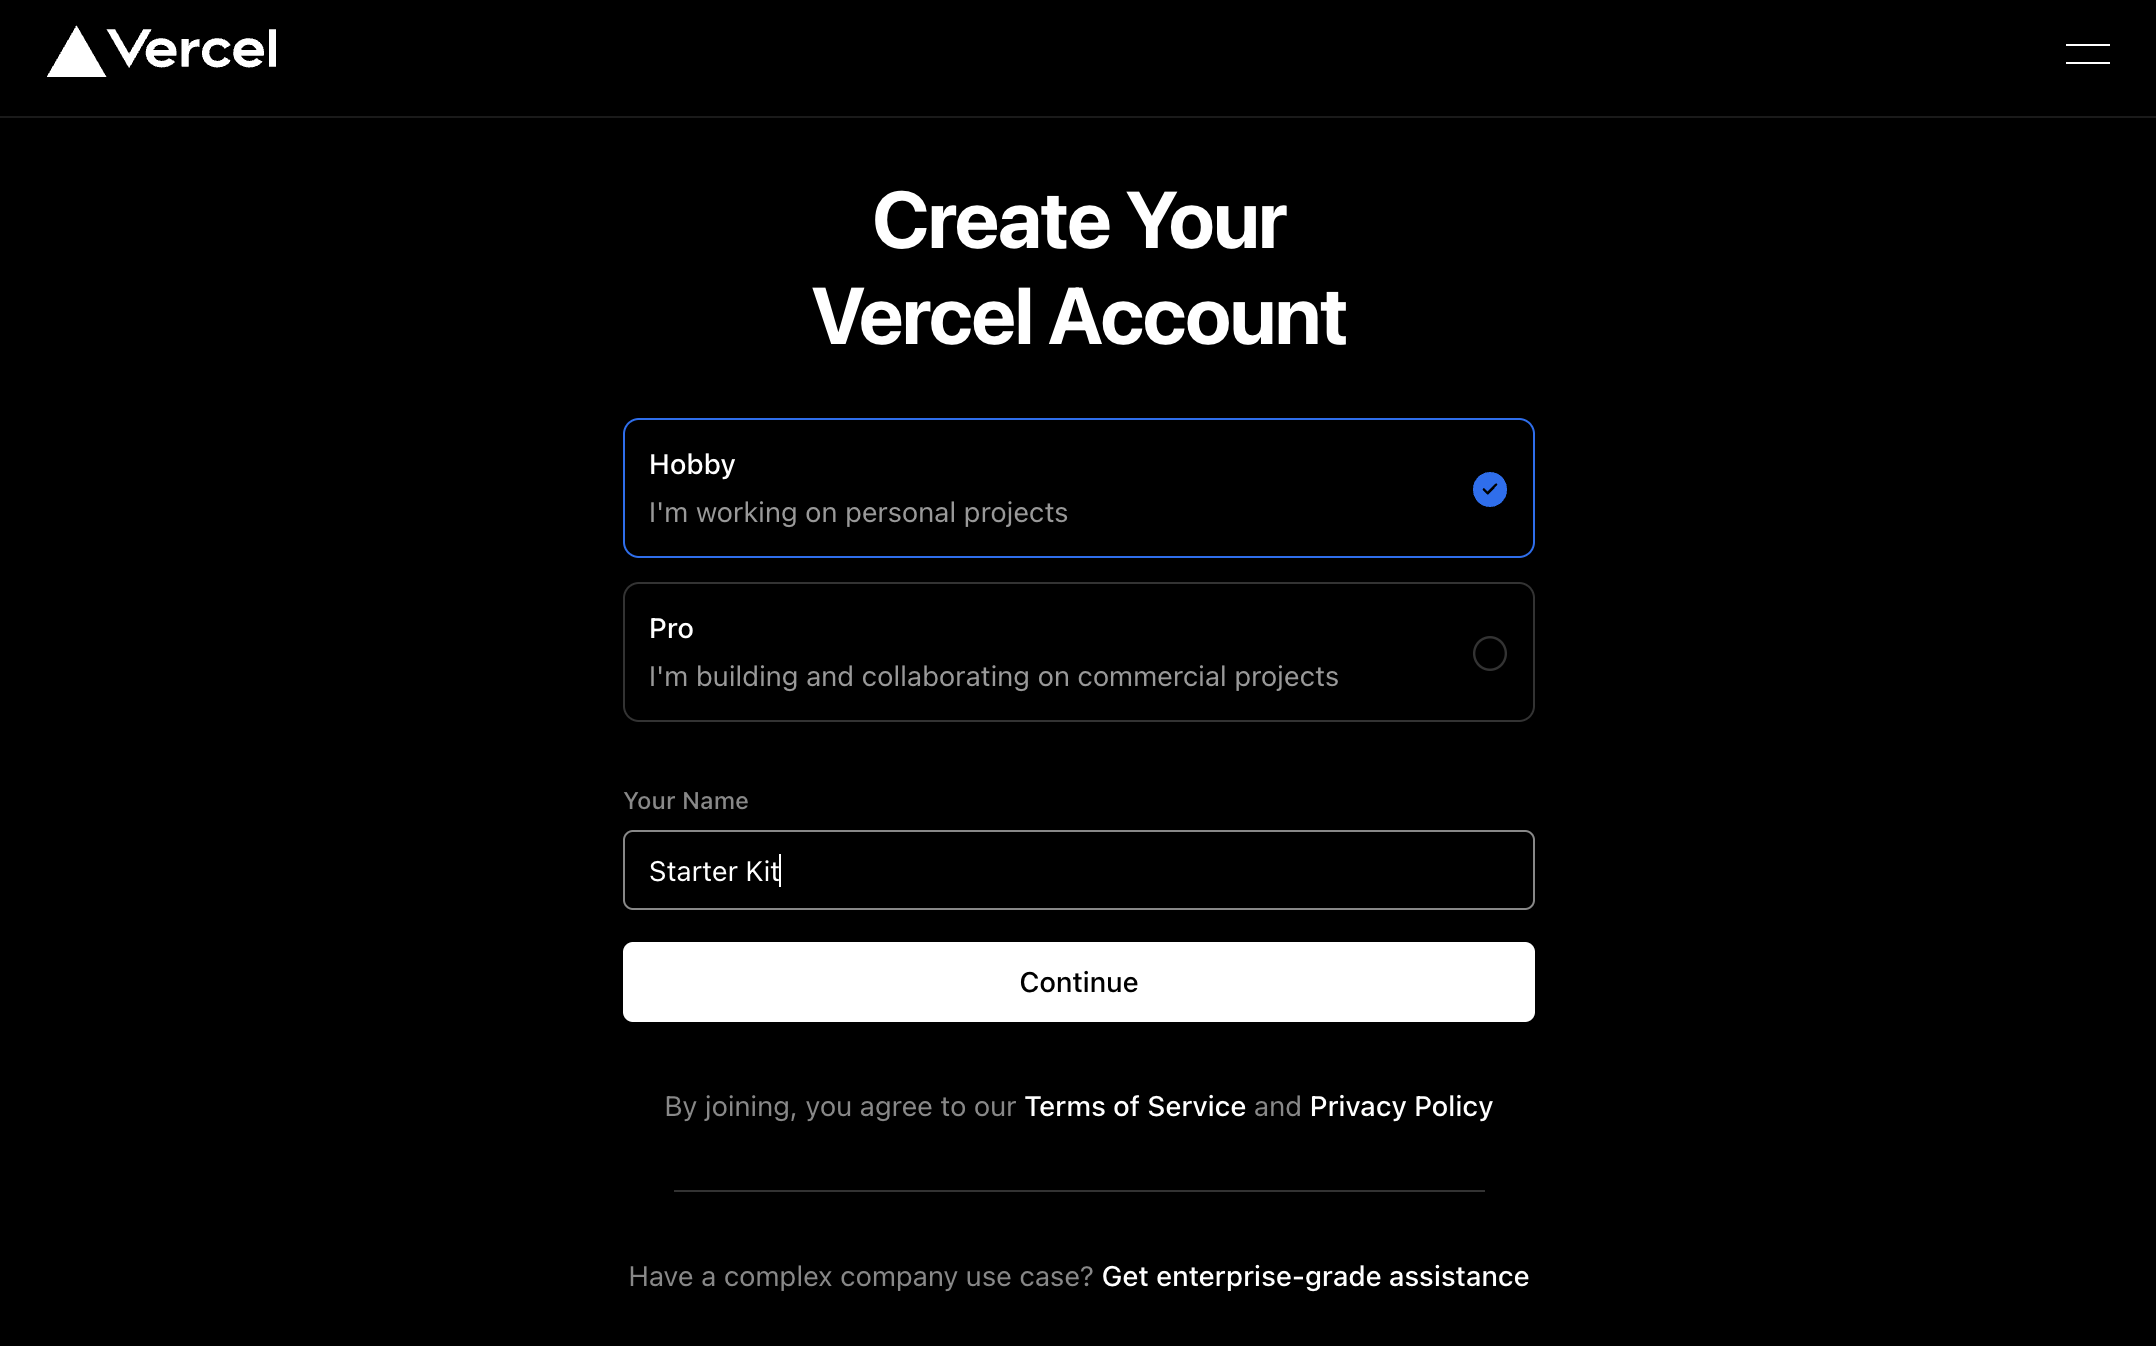 Vercel
Create Your
Vercel Account
Hobby
I'm working on personal projects
Pro
I'm building and collaborating on commercial projects
Your Name
Starter Kit
Continue
By joining, you agree to our Terms of Service and Privacy Policy
Have a complex company use case? Get enterprise-grade assistance